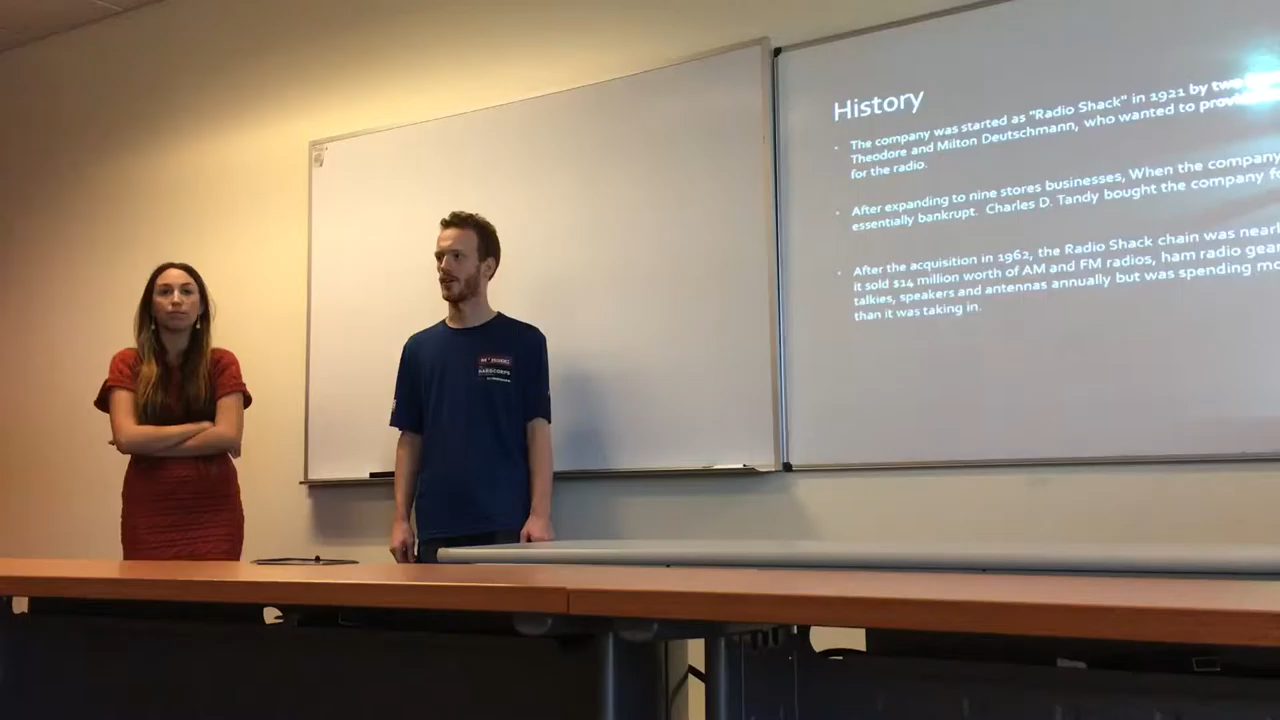 History
The company was started as "Radio Shack" in 1921 by two
Theodore and Milton Deutschmann, who wanted to
for the radio.
After expanding to nine stores businesses, When the company
essentially bankrupt. Charles D. Tandy bought the company
After the acquisition in 1962, the Radio Shack chain was
it sold $14 million worth of AM and FM radios, ham radio gear
talkies, speakers and antennas annually but was spending
than it was taking in.
HARDCORPS